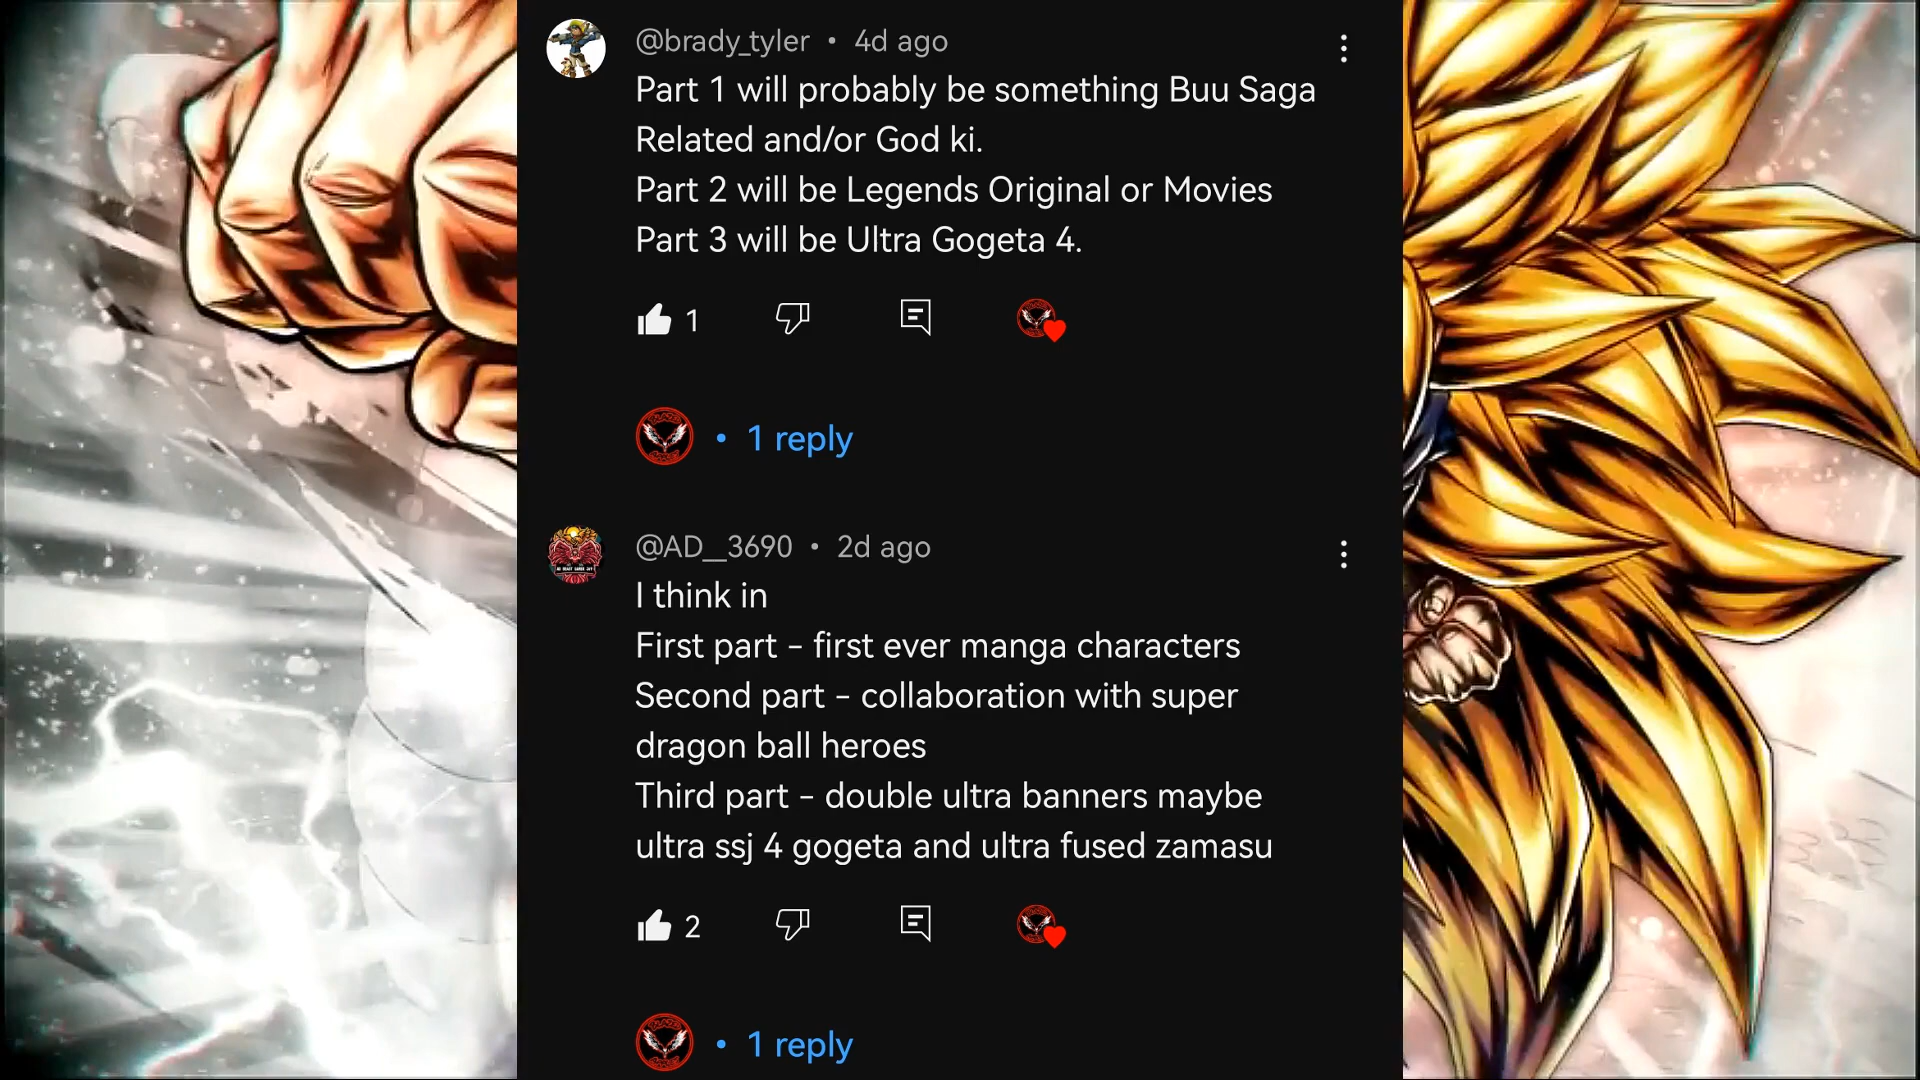 @brady_tyler • 4d ago
Part 1 will probably be something Buu Saga
Related and/or God ki.
Part 2 will be Legends Original or Movies
Part 3 will be Ultra Gogeta 4.
1
• 1 reply
@AD__3690 • 2d ago
I think in
First part - first ever manga characters
Second part - collaboration with super
dragon ball heroes
Third part - double ultra banners maybe
ultra ssj 4 gogeta and ultra fused zamasu
2
• 1 reply